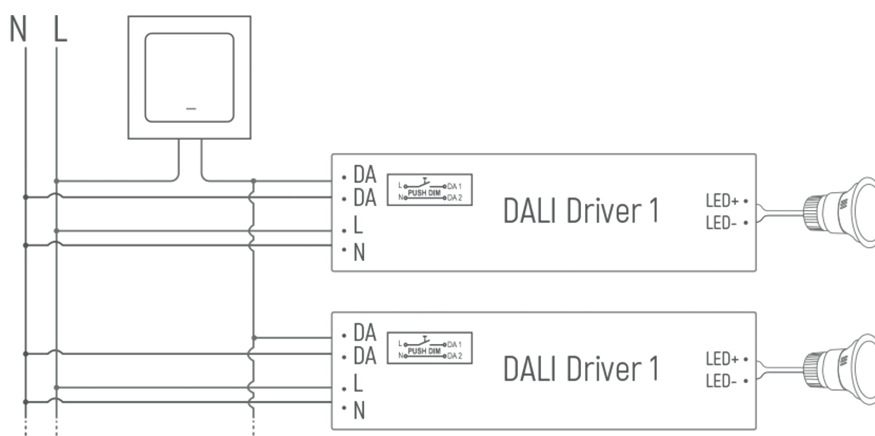 N L
DA
DA
L
N
L DA 1
PUSH DIM
N DA 2
DALI Driver 1
LED+
LED-
DA
DA
L
N
L DA 1
PUSH DIM
N DA 2
DALI Driver 1
LED+
LED-